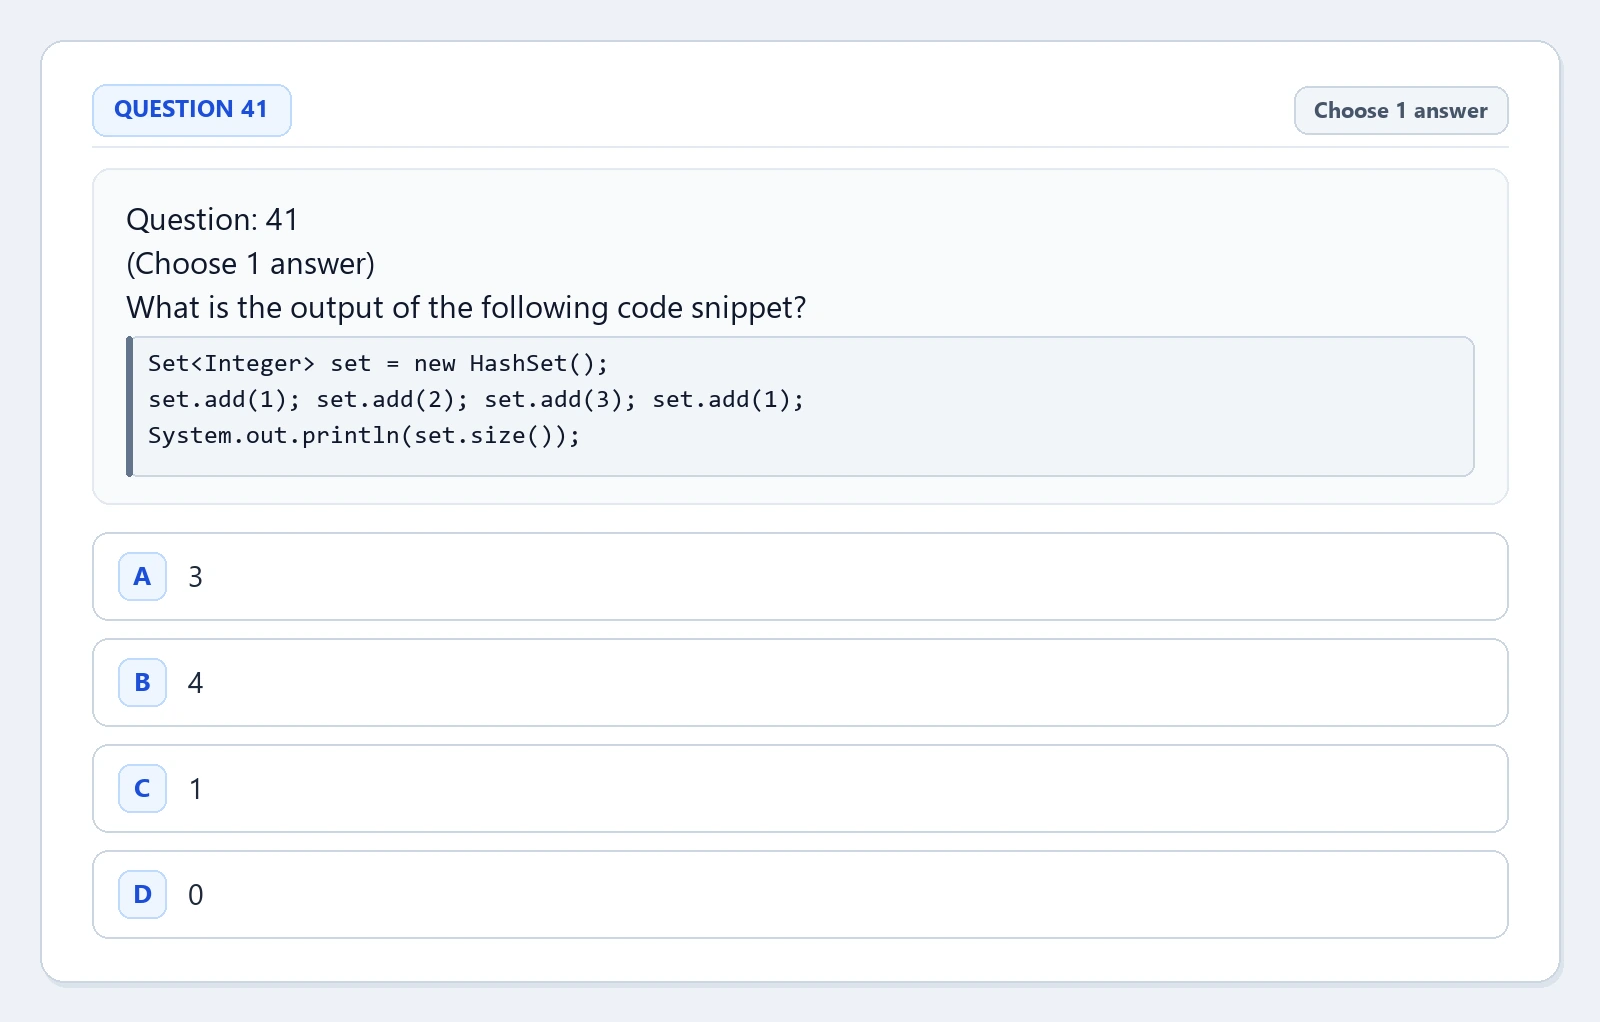 QUESTION 41
Choose 1 answer
Question: 41
(Choose 1 answer)
What is the output of the following code snippet?
Set<Integer> set = new HashSet();
set.add(1); set.add(2); set.add(3); set.add(1);
System.out.println(set.size());
A 3
B 4
C 1
D 0